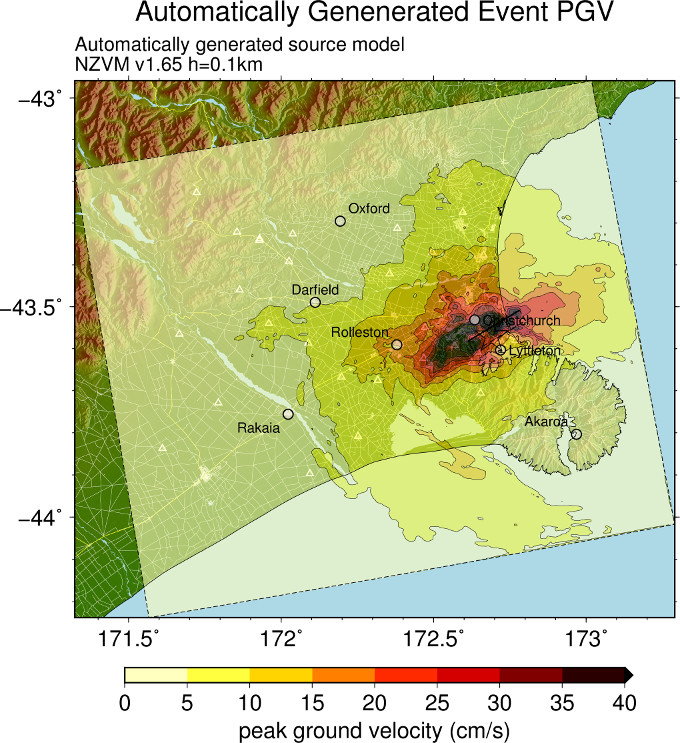 Automatically Genenerated Event PGV
Automatically generated source model
NZVM v1.65 h=0.1km
−43°
−43.5°
−44°
Oxford
Darfield
Christchurch
Rolleston
Lyttleton
Akaroa
Rakaia
171.5° 172° 172.5° 173°
0 5 10 15 20 25 30 35 40
peak ground velocity (cm/s)